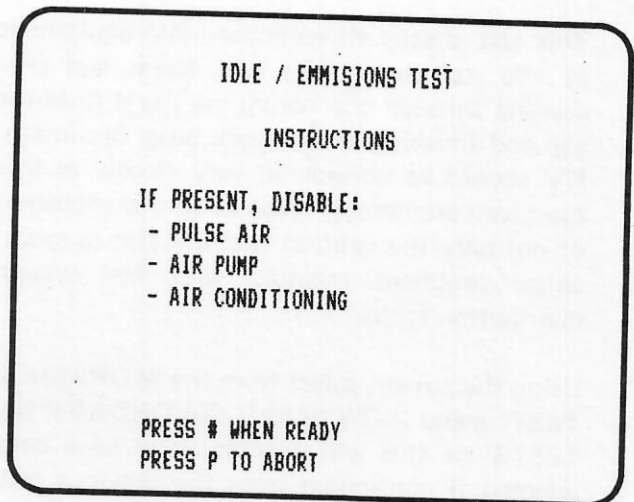 IDLE / EMMISIONS TEST
INSTRUCTIONS
IF PRESENT, DISABLE:
- PULSE AIR
- AIR PUMP
- AIR CONDITIONING
PRESS # WHEN READY
PRESS P TO ABORT